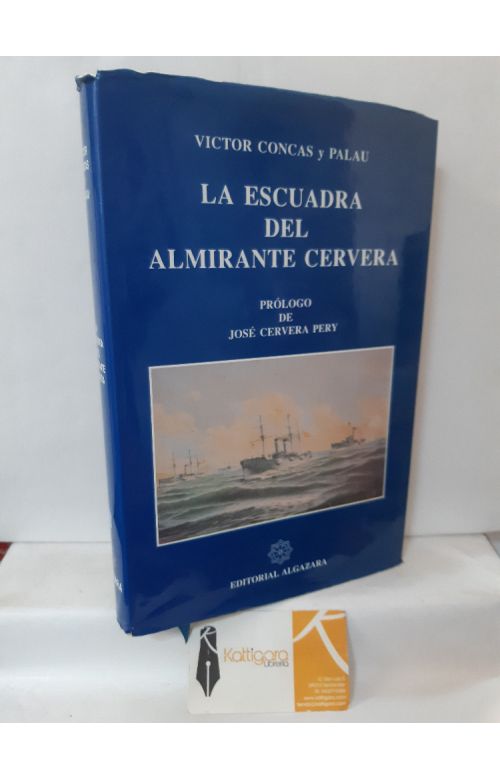 VICTOR CONCAS y PALAU
LA ESCUADRA
DEL
ALMIRANTE CERVERA
PRÓLOGO
DE
JOSÉ CERVERA PERY
EDITORIAL ALGAZARA
Kattigara
Librería